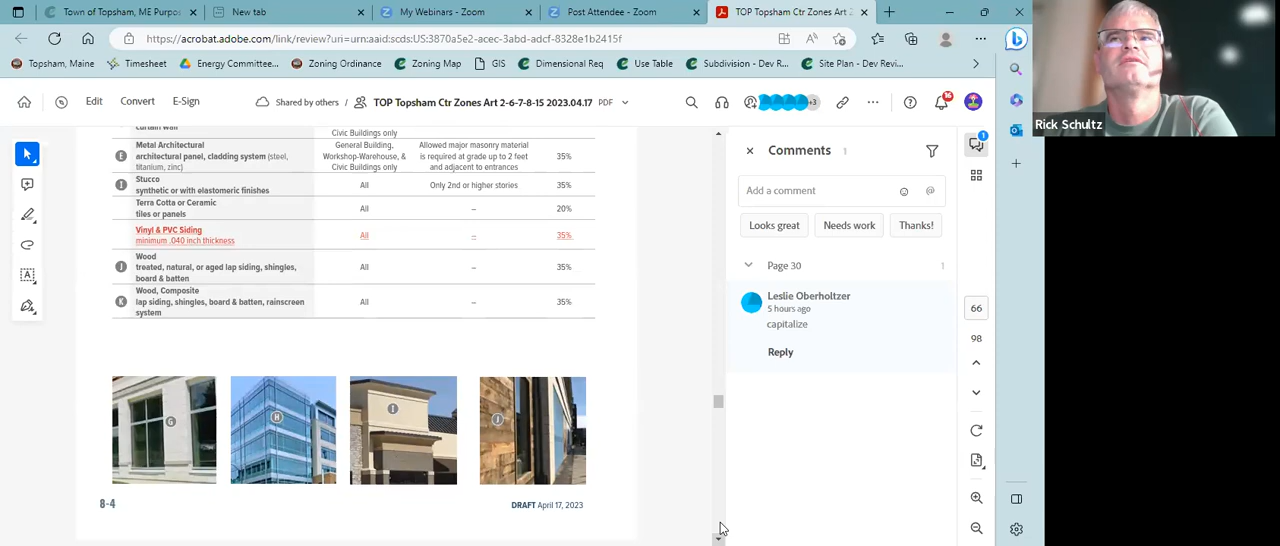 Town of Topsham, ME Purpos
New tab
My Webinars - Zoom
Post Attendee - Zoom
TOP Topsham Ctr Zones Art 2
https://acrobat.adobe.com/link/review?uri=urn:aaid:scds:US:3870a5e2-acec-3abd-adcf-8328e1b2415f
Topsham, Maine
Timesheet
Energy Committee...
Zoning Ordinance
Zoning Map
GIS
Dimensional Req
Use Table
Subdivision - Dev R...
Site Plan - Dev Revi...
Edit
Convert
E-Sign
Shared by others
TOP Topsham Ctr Zones Art 2-6-7-8-15 2023.04.17
PDF
+3
Curtain Wall
Civic Buildings only
E
Metal Architectural
architectural panel, cladding system (steel,
titanium, zinc)
General Building,
Workshop-Warehouse, &
Civic Buildings only
Allowed major masonry material
is required at grade up to 2 feet
and adjacent to entrances
35%
I
Stucco
synthetic or with elastomeric finishes
All
Only 2nd or higher stories
35%
Terra Cotta or Ceramic
tiles or panels
All
–
20%
Vinyl & PVC Siding
minimum .040 inch thickness
All
–
35%
J
Wood
treated, natural, or aged lap siding, shingles,
board & batten
All
–
35%
K
Wood, Composite
lap siding, shingles, board & batten, rainscreen
system
All
–
35%
G
H
I
J
8-4
DRAFT April 17, 2023
Comments 1
Add a comment
@
Looks great
Needs work
Thanks!
Page 30
1
Leslie Oberholtzer
5 hours ago
capitalize
Reply
1
66
98
Rick Schultz